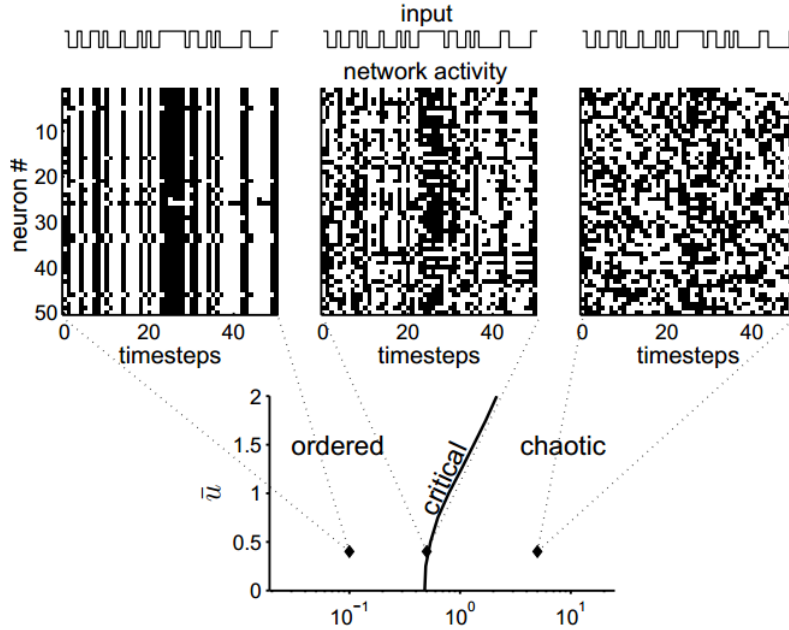 input
network activity
neuron #
10
20
30
40
50
0 20 40
timesteps
0 20 40
timesteps
0 20 40
timesteps
ū
2
1.5
1
0.5
0
ordered
critical
chaotic
10⁻¹ 10⁰ 10¹